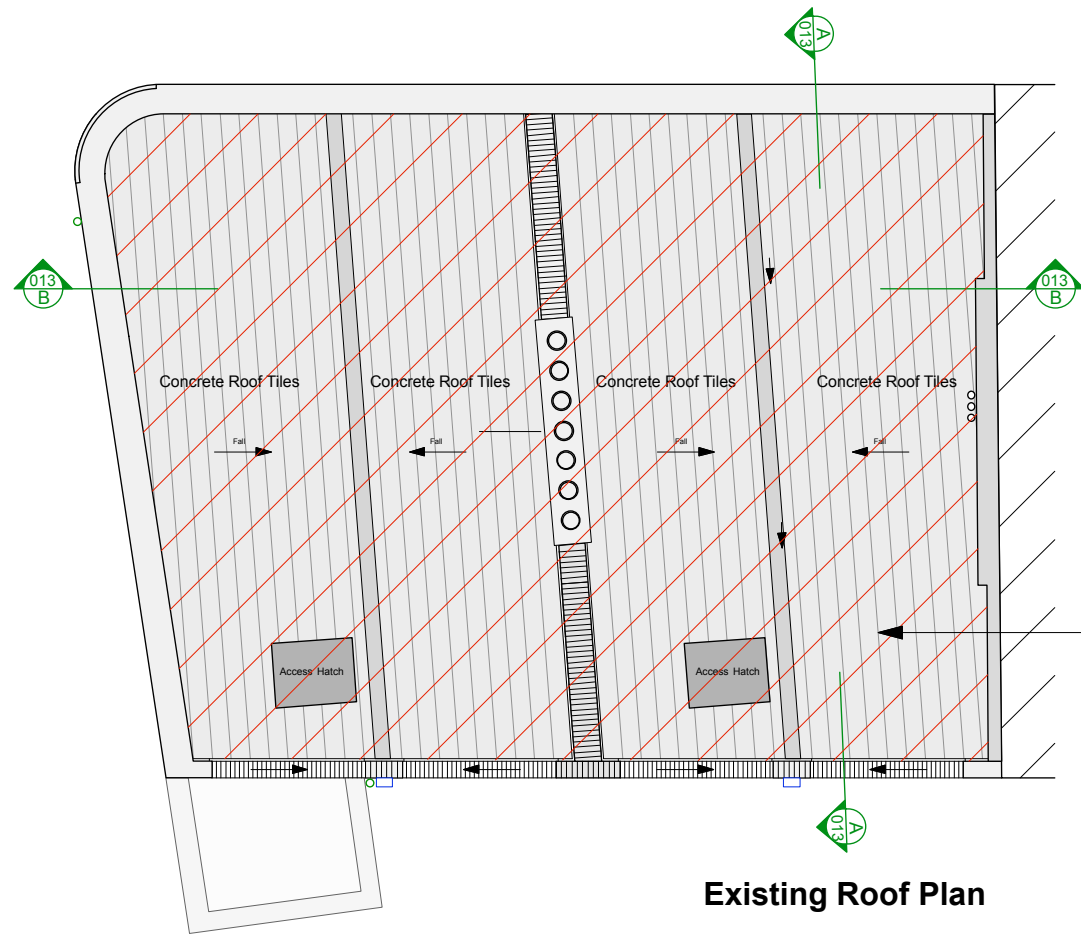 A
013
013
B
013
B
Concrete Roof Tiles
Concrete Roof Tiles
Concrete Roof Tiles
Concrete Roof Tiles
Fall
Fall
Fall
Fall
Access Hatch
Access Hatch
A
013
Existing Roof Plan